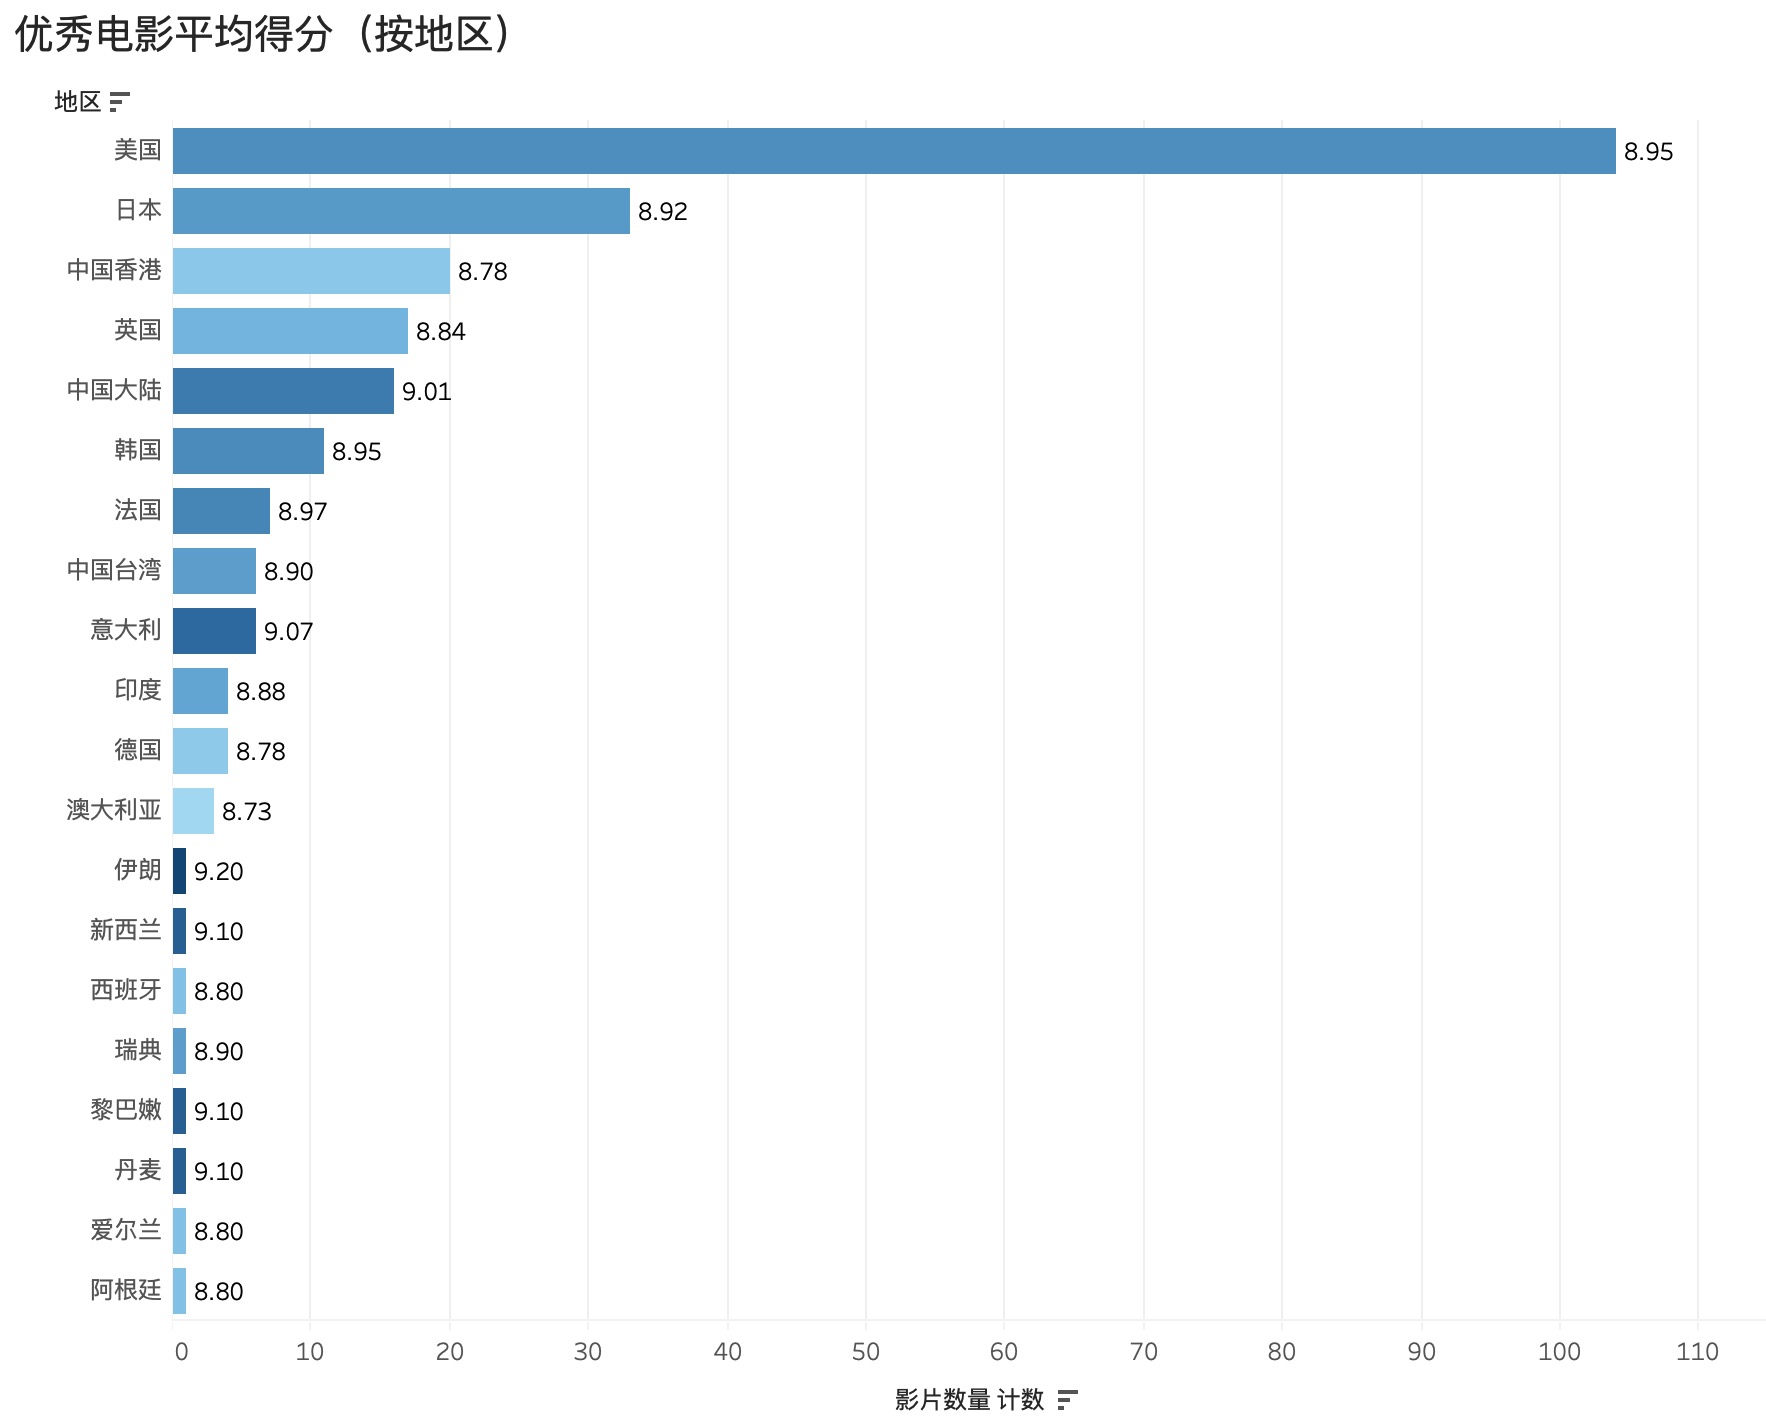 优秀电影平均得分（按地区）
地区
美国 8.95
日本 8.92
中国香港 8.78
英国 8.84
中国大陆 9.01
韩国 8.95
法国 8.97
中国台湾 8.90
意大利 9.07
印度 8.88
德国 8.78
澳大利亚 8.73
伊朗 9.20
新西兰 9.10
西班牙 8.80
瑞典 8.90
黎巴嫩 9.10
丹麦 9.10
爱尔兰 8.80
阿根廷 8.80
0 10 20 30 40 50 60 70 80 90 100 110
影片数量 计数